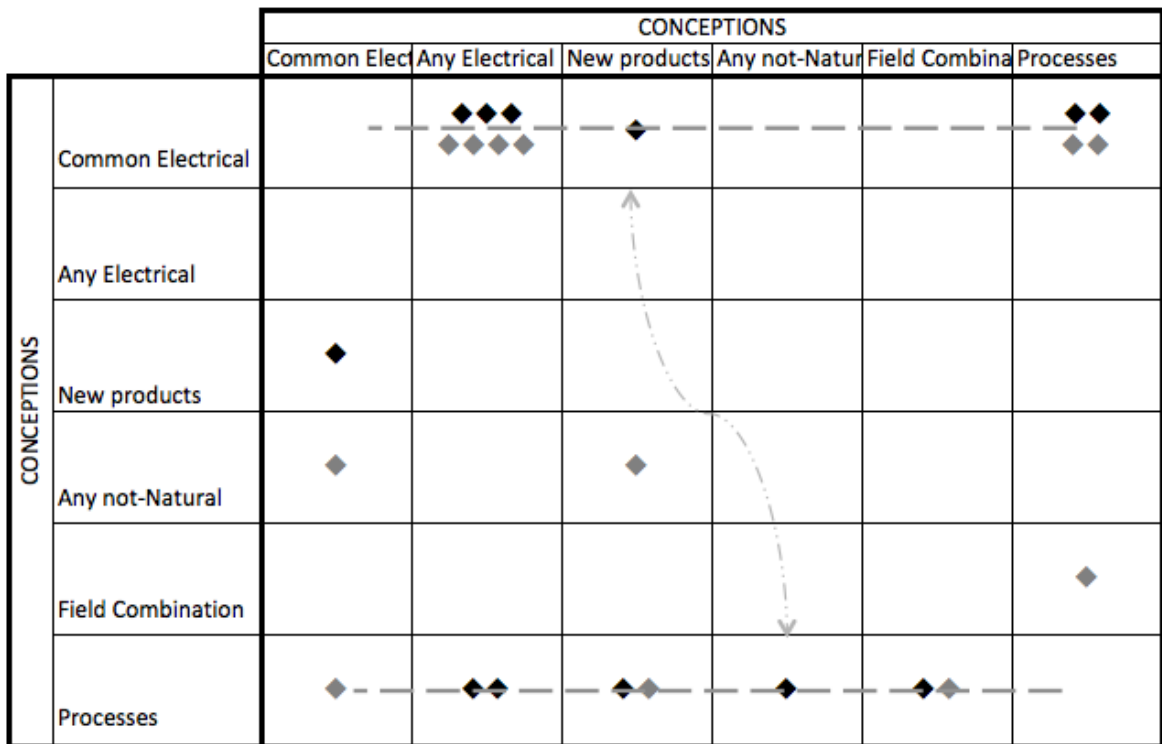 CONCEPTIONS
Common Elect Any Electrical New products Any not-Natur Field Combina Processes
Common Electrical
Any Electrical
New products
Any not-Natural
Field Combination
Processes
CONCEPTIONS